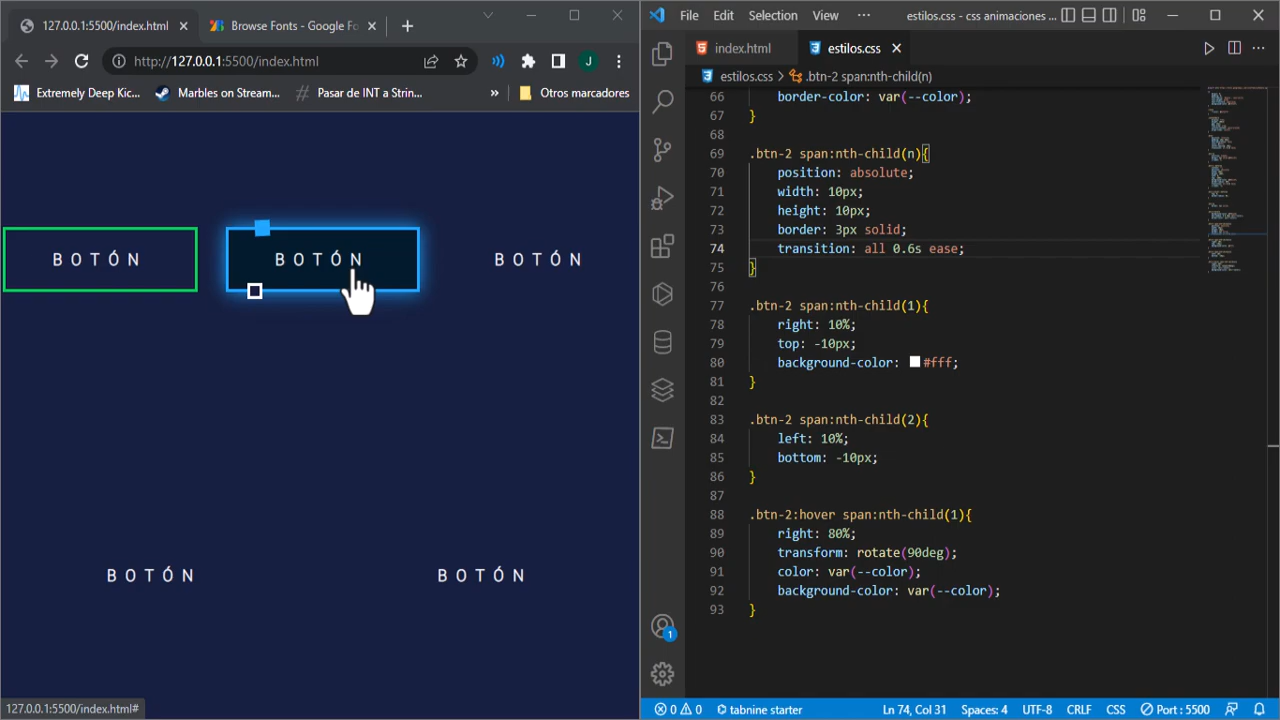 127.0.0.1:5500/index.html
Browse Fonts - Google Fo
http://127.0.0.1:5500/index.html
J
Extremely Deep Kic...
Marbles on Stream...
Pasar de INT a Strin...
»
Otros marcadores
BOTÓN
BOTÓN
BOTÓN
BOTÓN
BOTÓN
127.0.0.1:5500/index.html#
File Edit Selection View ···
estilos.css - css animaciones ...
index.html
estilos.css
estilos.css > .btn-2 span:nth-child(n)
66 border-color: var(--color);
67 }
68
69 .btn-2 span:nth-child(n){
70 position: absolute;
71 width: 10px;
72 height: 10px;
73 border: 3px solid;
74 transition: all 0.6s ease;
75 }
76
77 .btn-2 span:nth-child(1){
78 right: 10%;
79 top: -10px;
80 background-color: #fff;
81 }
82
83 .btn-2 span:nth-child(2){
84 left: 10%;
85 bottom: -10px;
86 }
87
88 .btn-2:hover span:nth-child(1){
89 right: 80%;
90 transform: rotate(90deg);
91 color: var(--color);
92 background-color: var(--color);
93 }
1
0 0 tabnine starter Ln 74, Col 31 Spaces: 4 UTF-8 CRLF CSS Port : 5500